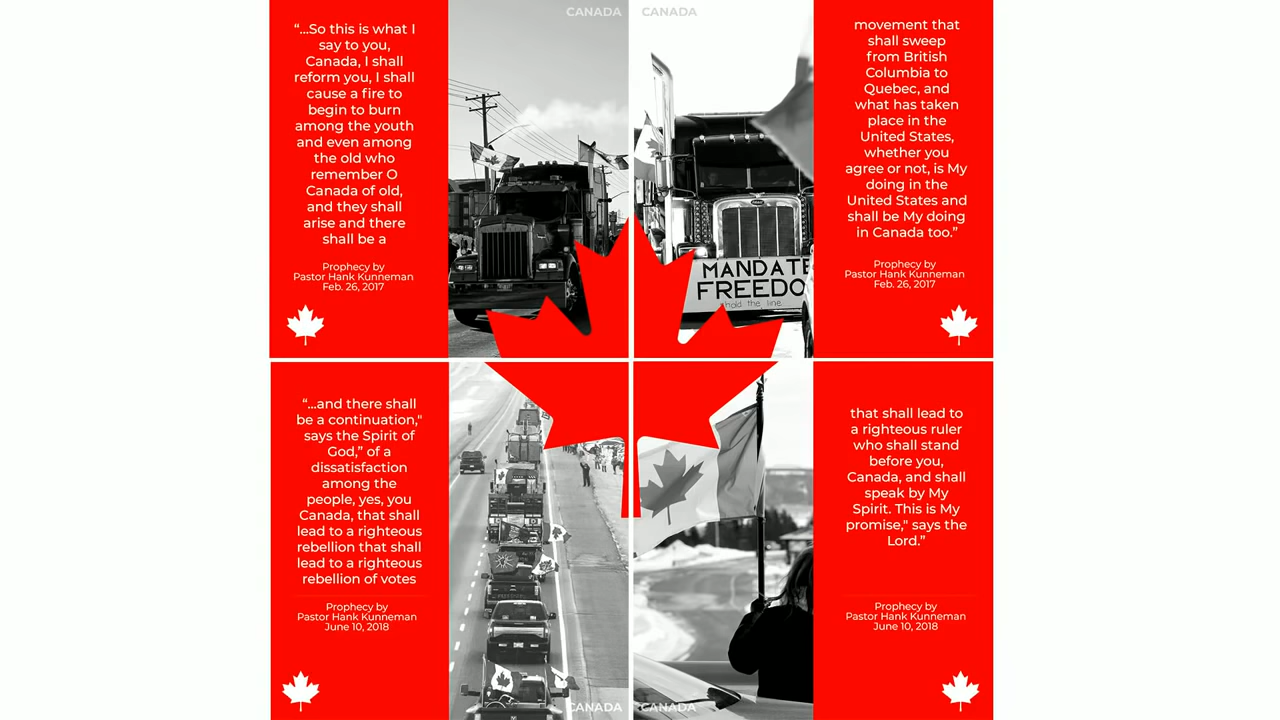 “...So this is what I
say to you,
Canada, I shall
reform you, I shall
cause a fire to
begin to burn
among the youth
and even among
the old who
remember O
Canada of old,
and they shall
arise and there
shall be a
Prophecy by
Pastor Hank Kunneman
Feb. 26, 2017
CANADA
CANADA
MANDATE
FREEDO
hold the line
movement that
shall sweep
from British
Columbia to
Quebec, and
what has taken
place in the
United States,
whether you
agree or not, is My
doing in the
United States and
shall be My doing
in Canada too.”
Prophecy by
Pastor Hank Kunneman
Feb. 26, 2017
“...and there shall
be a continuation,"
says the Spirit of
God,” of a
dissatisfaction
among the
people, yes, you
Canada, that shall
lead to a righteous
rebellion that shall
lead to a righteous
rebellion of votes
Prophecy by
Pastor Hank Kunneman
June 10, 2018
CANADA
CANADA
that shall lead to
a righteous ruler
who shall stand
before you,
Canada, and shall
speak by My
Spirit. This is My
promise," says the
Lord.”
Prophecy by
Pastor Hank Kunneman
June 10, 2018